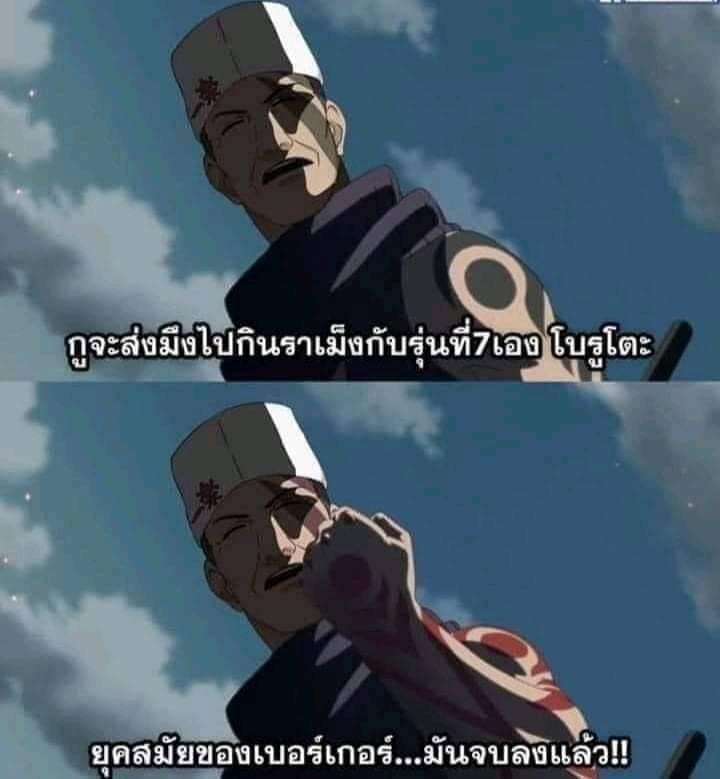 กูจะส่งมึงไปกินราเม็งกับรุ่นที่7เอง โบรูโตะ
ยุคสมัยของเบอร์เกอร์...มันจบลงแล้ว!!